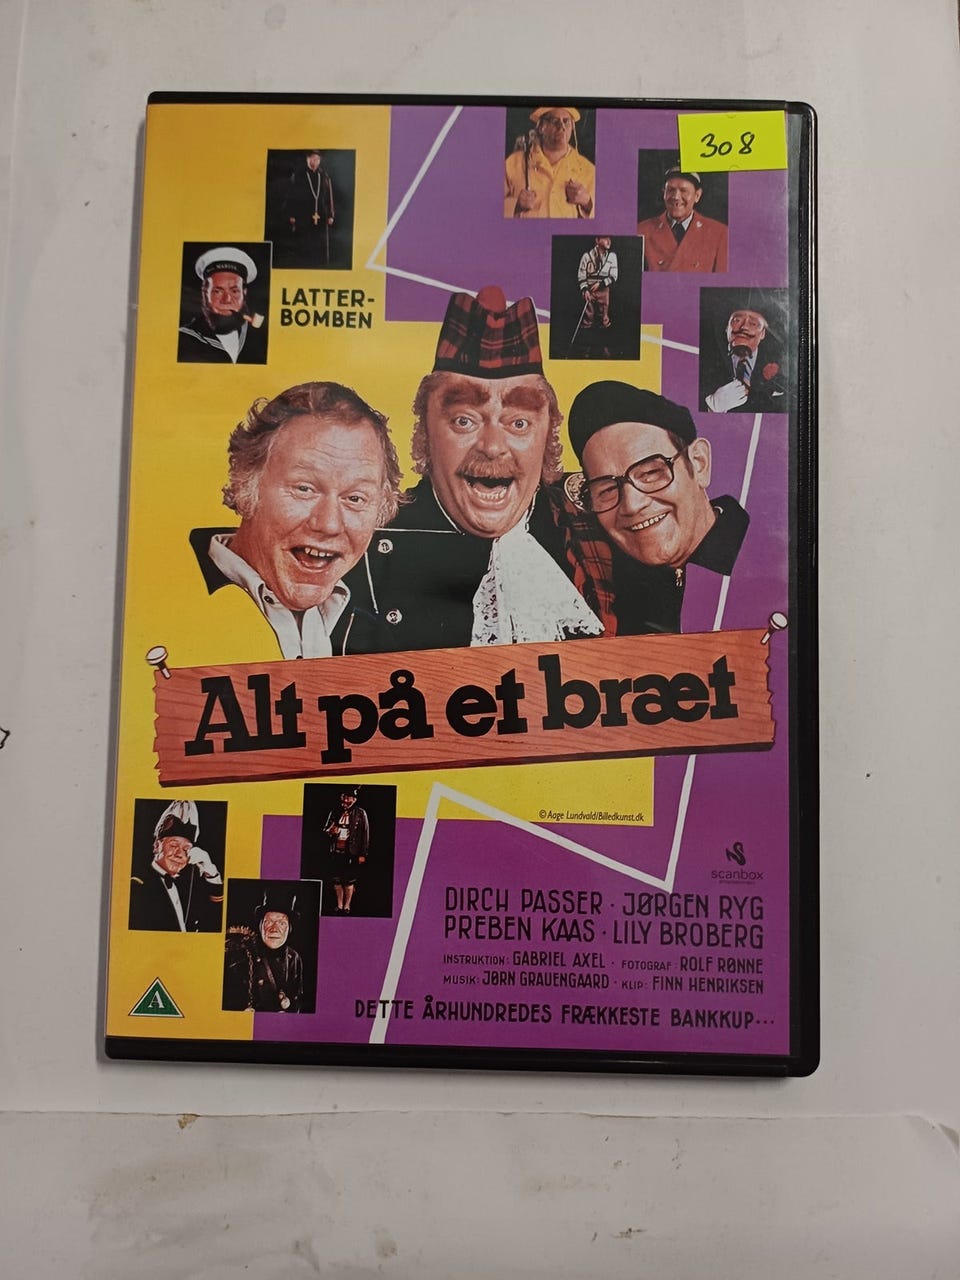 308
LATTER-
BOMBEN
Alt på et bræt
© Aage Lundvald/Billedkunst.dk
scanbox
DIRCH PASSER · JØRGEN RYG
PREBEN KAAS · LILY BROBERG
INSTRUKTION: GABRIEL AXEL · FOTOGRAF: ROLF RØNNE
MUSIK: JØRN GRAUENGAARD · KLIP: FINN HENRIKSEN
DETTE ÅRHUNDREDES FRÆKKESTE BANKKUP...
A